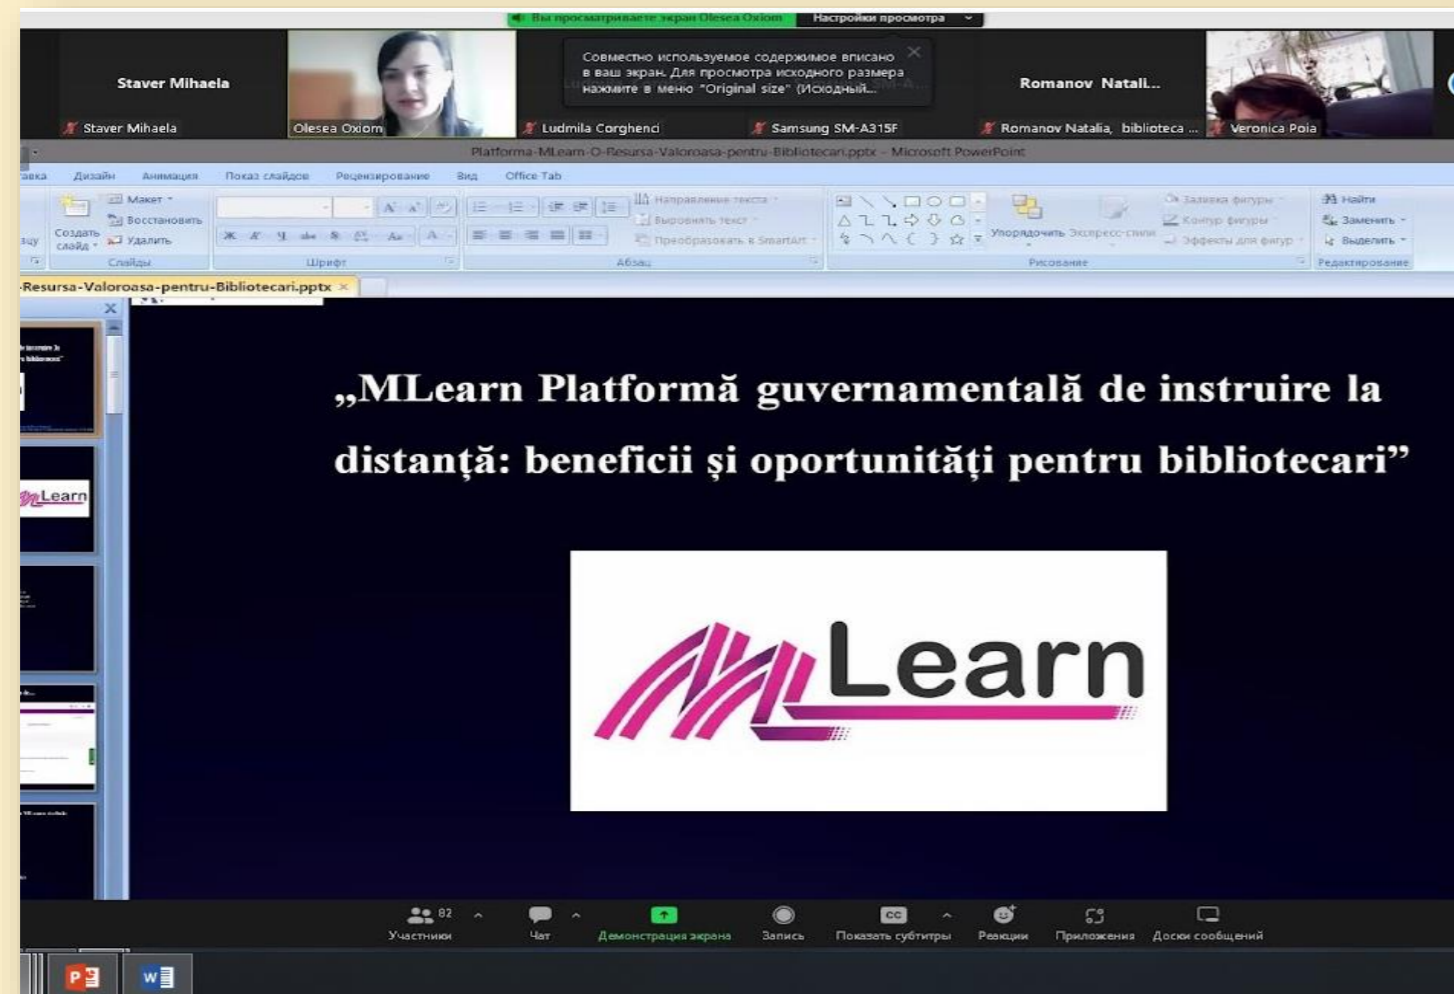 Вы просматриваете экран Olesea Oxiom
Настройки просмотра
Staver Mihaela
Совместно используемое содержимое вписано
в ваш экран. Для просмотра исходного размера
нажмите в меню "Original size" (Исходный...
Romanov Natali...
Staver Mihaela
Olesea Oxiom
Ludmila Corghenci
Samsung SM-A315F
Romanov Natalia, biblioteca ...
Veronica Poia
Platforma-MLearn-O-Resursa-Valoroasa-pentru-Bibliotecari.pptx - Microsoft PowerPoint
Дизайн
Анимация
Показ слайдов
Рецензирование
Вид
Office Tab
Создать
слайд
Макет
Восстановить
Удалить
Слайды
Шрифт
Направление текста
Выровнять текст
Преобразовать в SmartArt
Абзац
Упорядочить
Экспресс-стили
Заливка фигуры
Контур фигуры
Эффекты для фигур
Рисование
Найти
Заменить
Выделить
Редактирование
-Resursa-Valoroasa-pentru-Bibliotecari.pptx
„MLearn Platformă guvernamentală de instruire la
distanță: beneficii și oportunități pentru bibliotecari”
MLearn
MLearn
82
Участники
Чат
Демонстрация экрана
Запись
CC
Показать субтитры
Реакции
Приложения
Доски сообщений
P
W